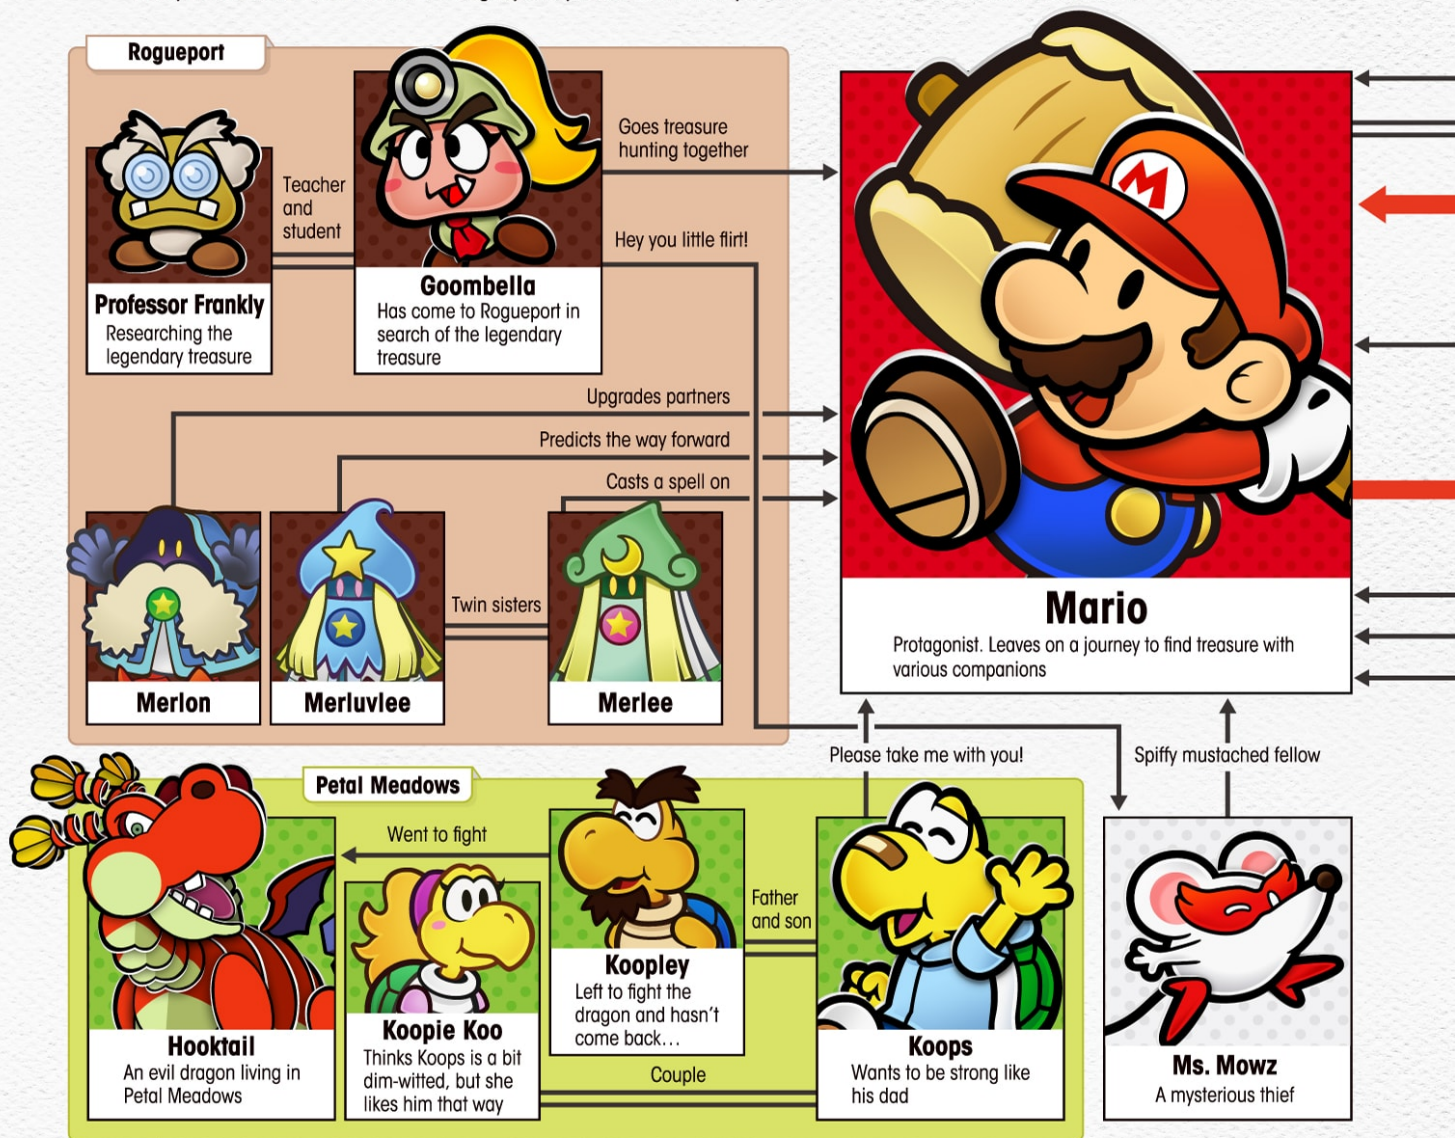 Rogueport
Goes treasure
hunting together
Teacher
and
student
Hey you little flirt!
Professor Frankly
Researching the
legendary treasure
Goombella
Has come to Rogueport in
search of the legendary
treasure
Upgrades partners
Predicts the way forward
Casts a spell on
Twin sisters
Merlon
Merluvlee
Merlee
M
Mario
Protagonist. Leaves on a journey to find treasure with
various companions
Please take me with you!
Spiffy mustached fellow
Petal Meadows
Went to fight
Father
and son
Hooktail
An evil dragon living in
Petal Meadows
Koopie Koo
Thinks Koops is a bit
dim-witted, but she
likes him that way
Koopley
Left to fight the
dragon and hasn't
come back...
Couple
Koops
Wants to be strong like
his dad
Ms. Mowz
A mysterious thief